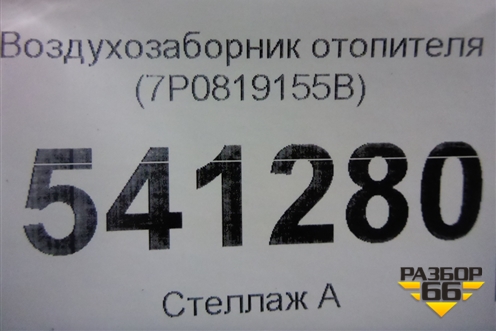 Воздухозаборник отопителя
(7P0819155B)
541280
Стеллаж А
РАЗБОР
66